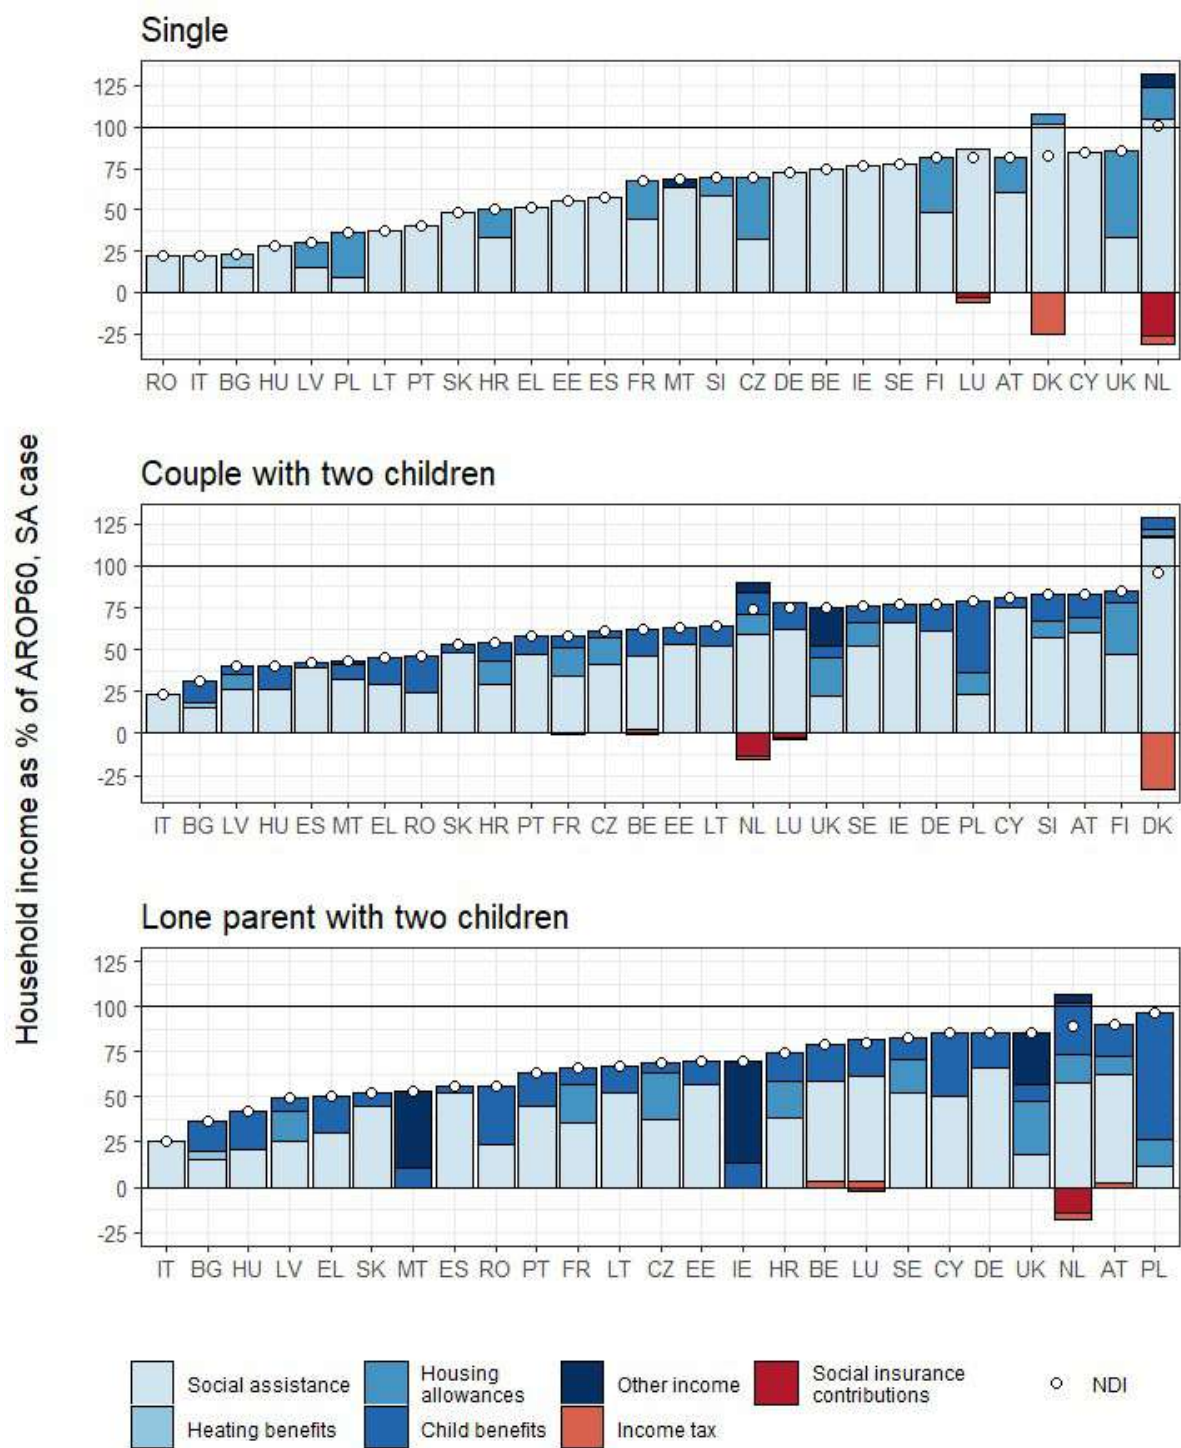 Single
125
100
75
50
25
0
-25
RO IT BG HU LV PL LT PT SK HR EL EE ES FR MT SI CZ DE BE IE SE FI LU AT DK CY UK NL
Household income as % of AROP60, SA case
Couple with two children
125
100
75
50
25
0
-25
IT BG LV HU ES MT EL RO SK HR PT FR CZ BE EE LT NL LU UK SE IE DE PL CY SI AT FI DK
Lone parent with two children
125
100
75
50
25
0
-25
IT BG HU LV EL SK MT ES RO PT FR LT CZ EE IE HR BE LU SE CY DE UK NL AT PL
Social assistance
Housing
allowances
Other income
Social insurance
contributions
NDI
Heating benefits
Child benefits
Income tax